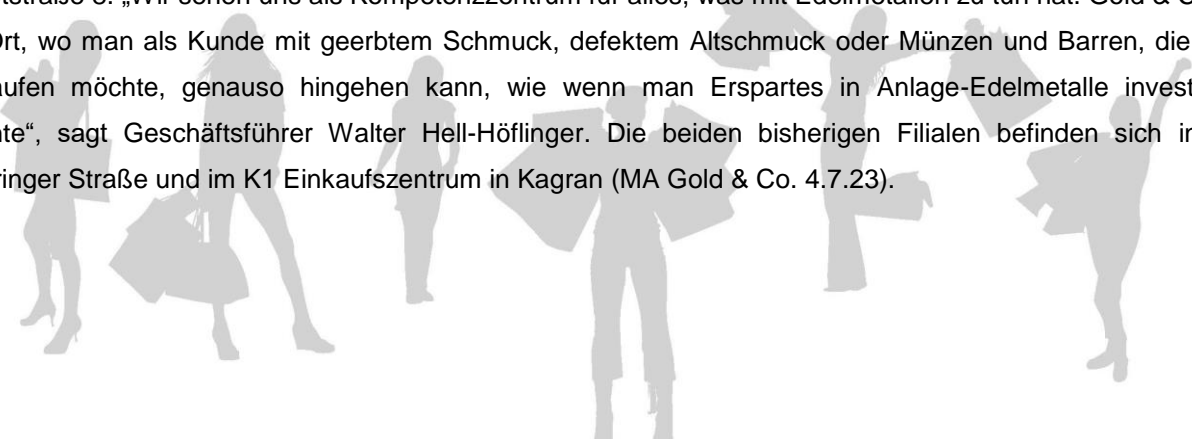 tstraße 8. „Wir sehen uns als Kompetenzzentrum für alles, was mit Edelmetallen zu tun hat. Gold & C
Ort, wo man als Kunde mit geerbtem Schmuck, defektem Altschmuck oder Münzen und Barren, die
aufen möchte, genauso hingehen kann, wie wenn man Erspartes in Anlage-Edelmetalle invest
nte“, sagt Geschäftsführer Walter Hell-Höflinger. Die beiden bisherigen Filialen befinden sich in
ringer Straße und im K1 Einkaufszentrum in Kagran (MA Gold & Co. 4.7.23).